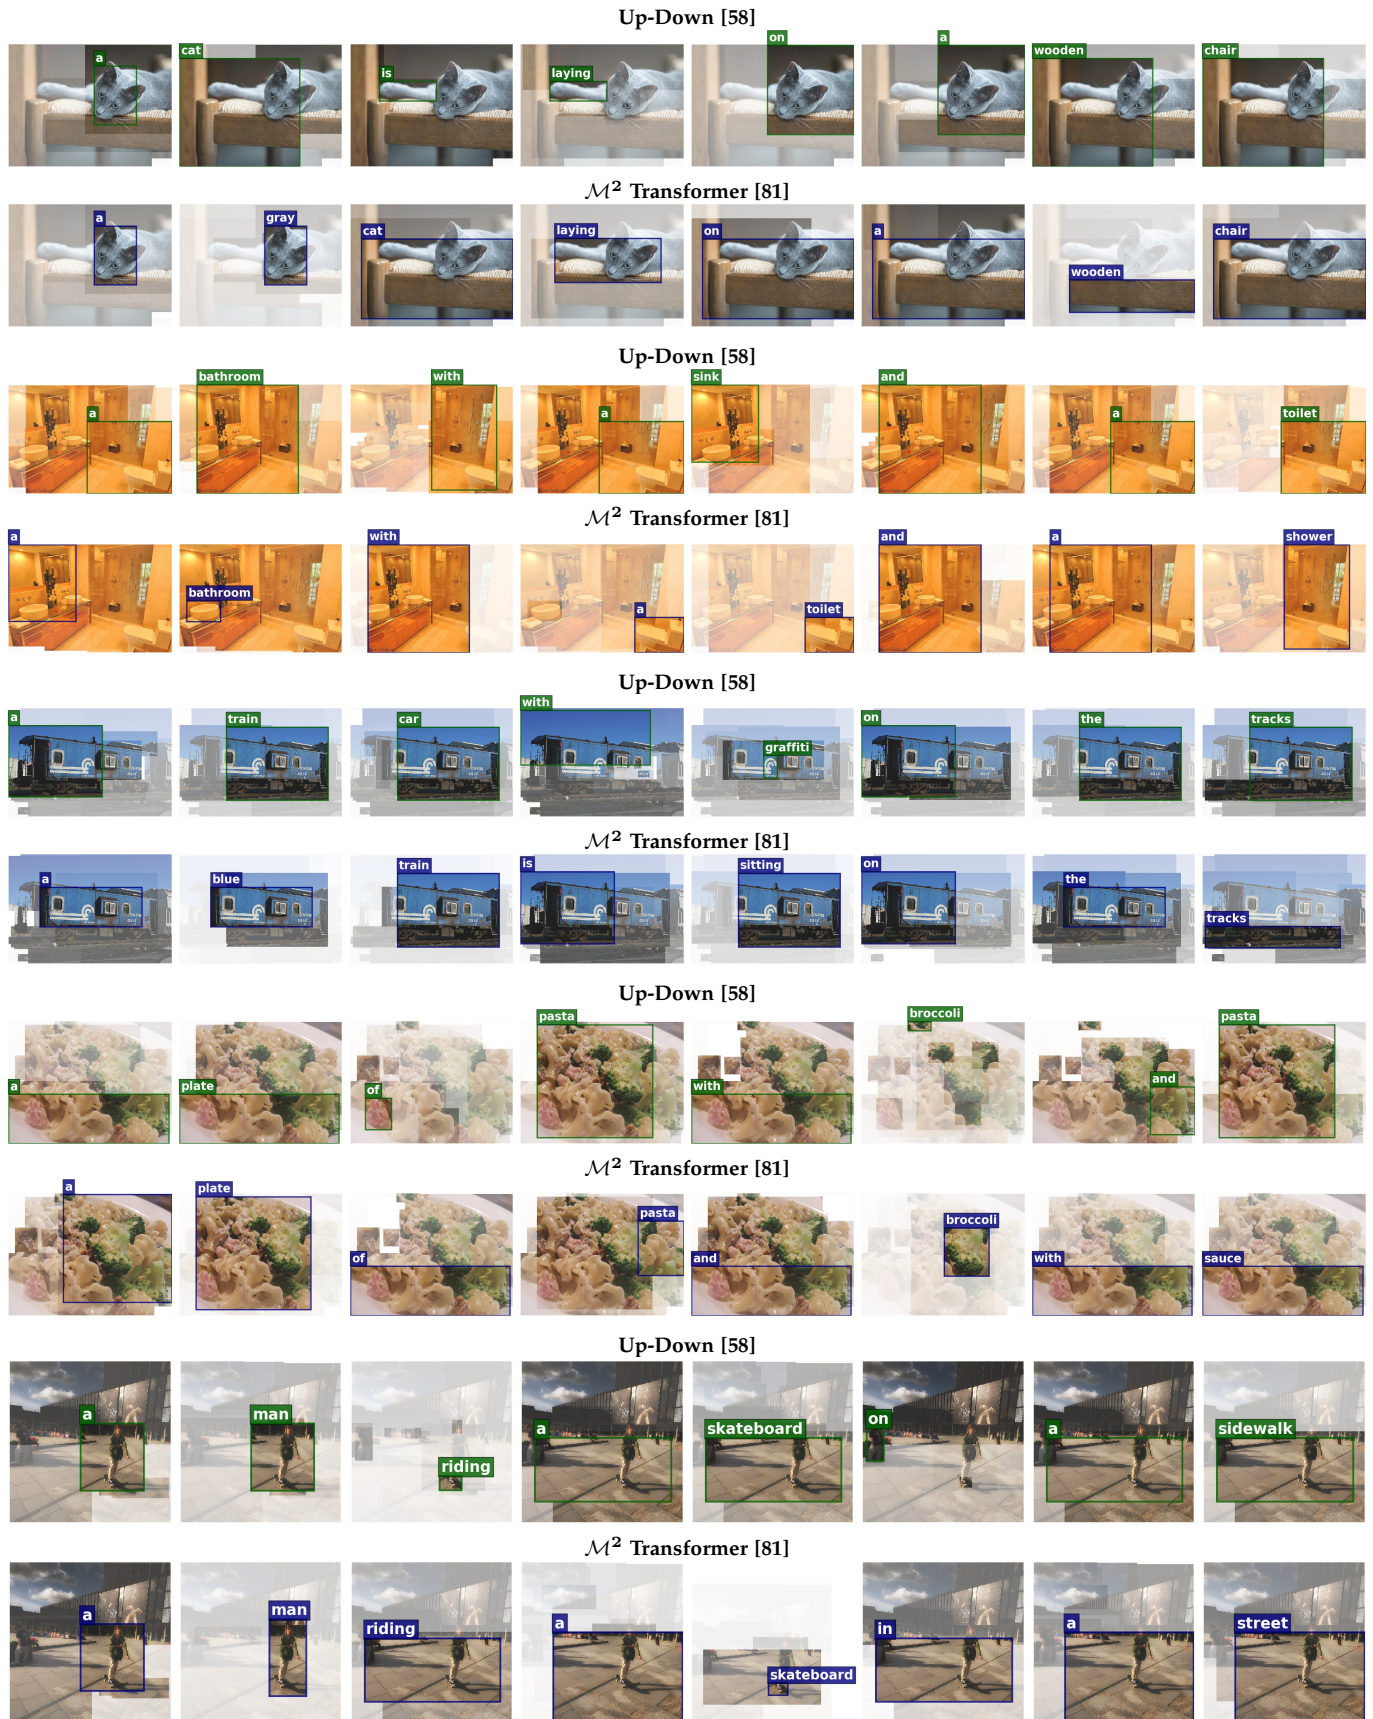 Up-Down [58]
a cat is laying on a wooden chair
ℳ² Transformer [81]
a gray cat laying on a wooden chair
Up-Down [58]
a bathroom with a sink and a toilet
ℳ² Transformer [81]
a bathroom with a toilet and a shower
Up-Down [58]
a train car with graffiti on the tracks
ℳ² Transformer [81]
a blue train is sitting on the tracks
Up-Down [58]
a plate of pasta with broccoli and pasta
ℳ² Transformer [81]
a plate of pasta and broccoli with sauce
Up-Down [58]
a man riding a skateboard on a sidewalk
ℳ² Transformer [81]
a man riding a skateboard in a street